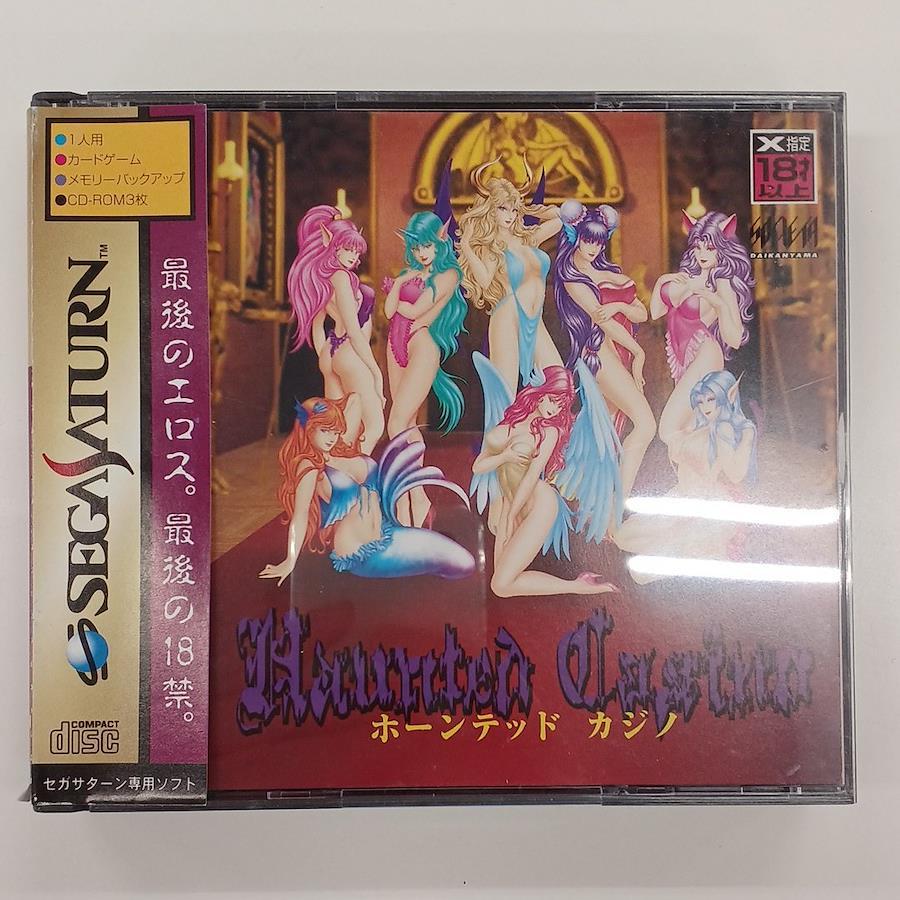 ●1人用
●カードゲーム
●メモリーバックアップ
●CD-ROM3枚
SEGA SATURN™
最後のエロス。最後の18禁。
COMPACT
disc
セガサターン専用ソフト
X指定
18才
以上
SOCIETA
DAIKANYAMA
Haunted Casino
ホーンテッド カジノ